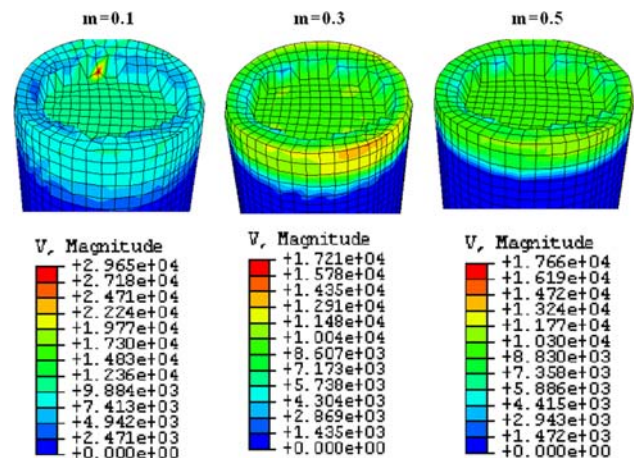 m=0.1
m=0.3
m=0.5
V, Magnitude
+2.965e+04
+2.718e+04
+2.471e+04
+2.224e+04
+1.977e+04
+1.730e+04
+1.483e+04
+1.236e+04
+9.884e+03
+7.413e+03
+4.942e+03
+2.471e+03
+0.000e+00
V, Magnitude
+1.721e+04
+1.578e+04
+1.435e+04
+1.291e+04
+1.148e+04
+1.004e+04
+8.607e+03
+7.173e+03
+5.738e+03
+4.304e+03
+2.869e+03
+1.435e+03
+0.000e+00
V, Magnitude
+1.766e+04
+1.619e+04
+1.472e+04
+1.324e+04
+1.177e+04
+1.030e+04
+8.830e+03
+7.358e+03
+5.886e+03
+4.415e+03
+2.943e+03
+1.472e+03
+0.000e+00